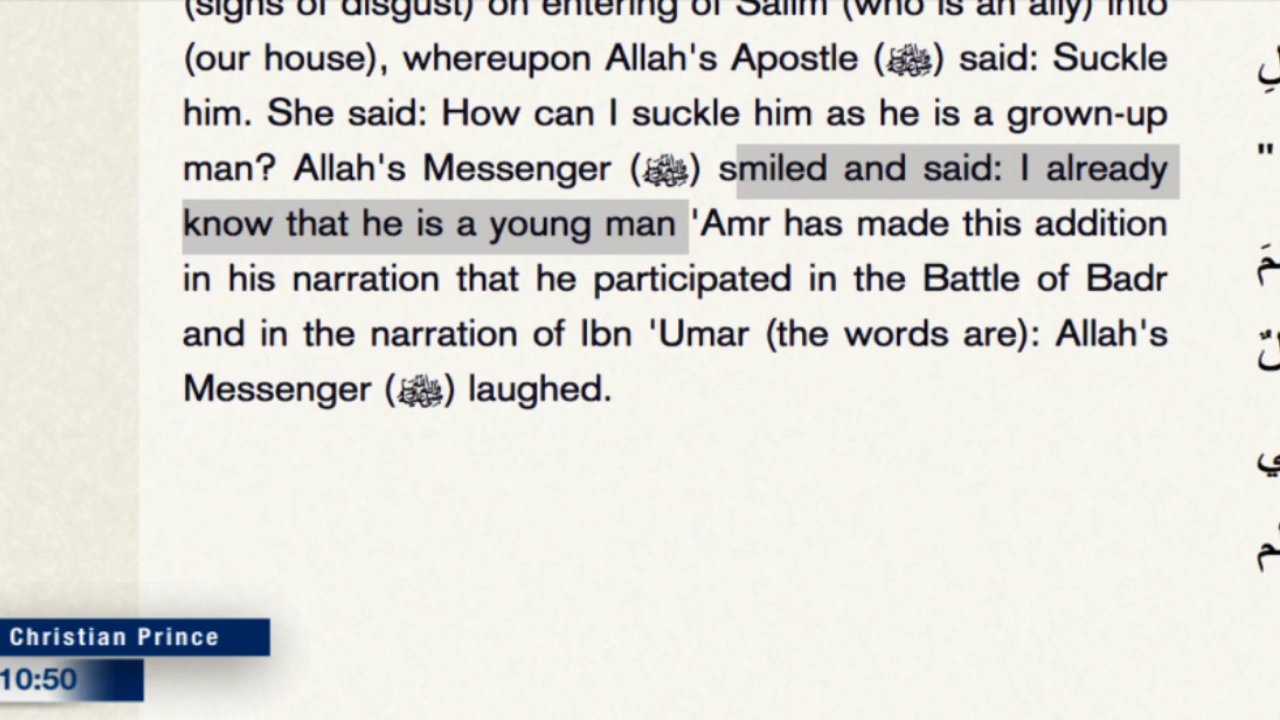 (signs of disgust) on entering of Salim (who is an ally) into
(our house), whereupon Allah's Apostle (ﷺ) said: Suckle
him. She said: How can I suckle him as he is a grown-up
man? Allah's Messenger (ﷺ) smiled and said: I already
know that he is a young man 'Amr has made this addition
in his narration that he participated in the Battle of Badr
and in the narration of Ibn 'Umar (the words are): Allah's
Messenger (ﷺ) laughed.
Christian Prince
10:50